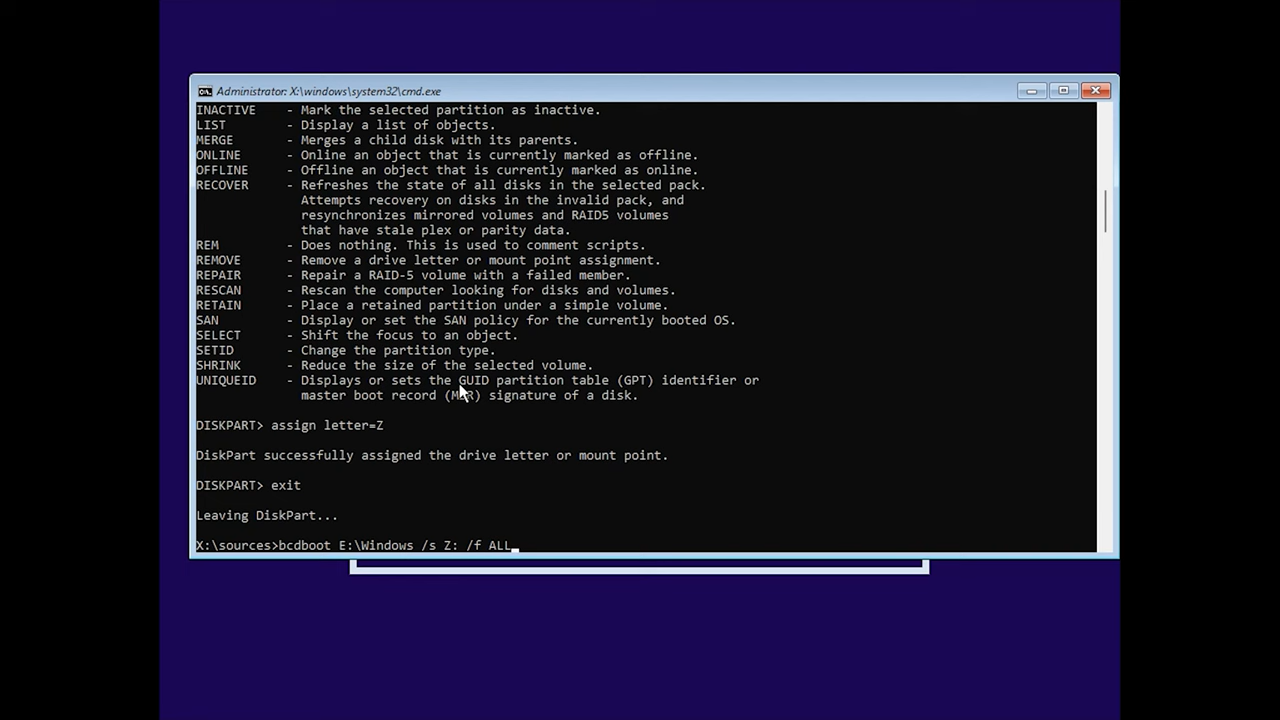 Administrator: X:\windows\system32\cmd.exe
INACTIVE - Mark the selected partition as inactive.
LIST - Display a list of objects.
MERGE - Merges a child disk with its parents.
ONLINE - Online an object that is currently marked as offline.
OFFLINE - Offline an object that is currently marked as online.
RECOVER - Refreshes the state of all disks in the selected pack.
Attempts recovery on disks in the invalid pack, and
resynchronizes mirrored volumes and RAID5 volumes
that have stale plex or parity data.
REM - Does nothing. This is used to comment scripts.
REMOVE - Remove a drive letter or mount point assignment.
REPAIR - Repair a RAID-5 volume with a failed member.
RESCAN - Rescan the computer looking for disks and volumes.
RETAIN - Place a retained partition under a simple volume.
SAN - Display or set the SAN policy for the currently booted OS.
SELECT - Shift the focus to an object.
SETID - Change the partition type.
SHRINK - Reduce the size of the selected volume.
UNIQUEID - Displays or sets the GUID partition table (GPT) identifier or
master boot record (MBR) signature of a disk.
DISKPART> assign letter=Z
DiskPart successfully assigned the drive letter or mount point.
DISKPART> exit
Leaving DiskPart...
X:\sources>bcdboot E:\Windows /s Z: /f ALL